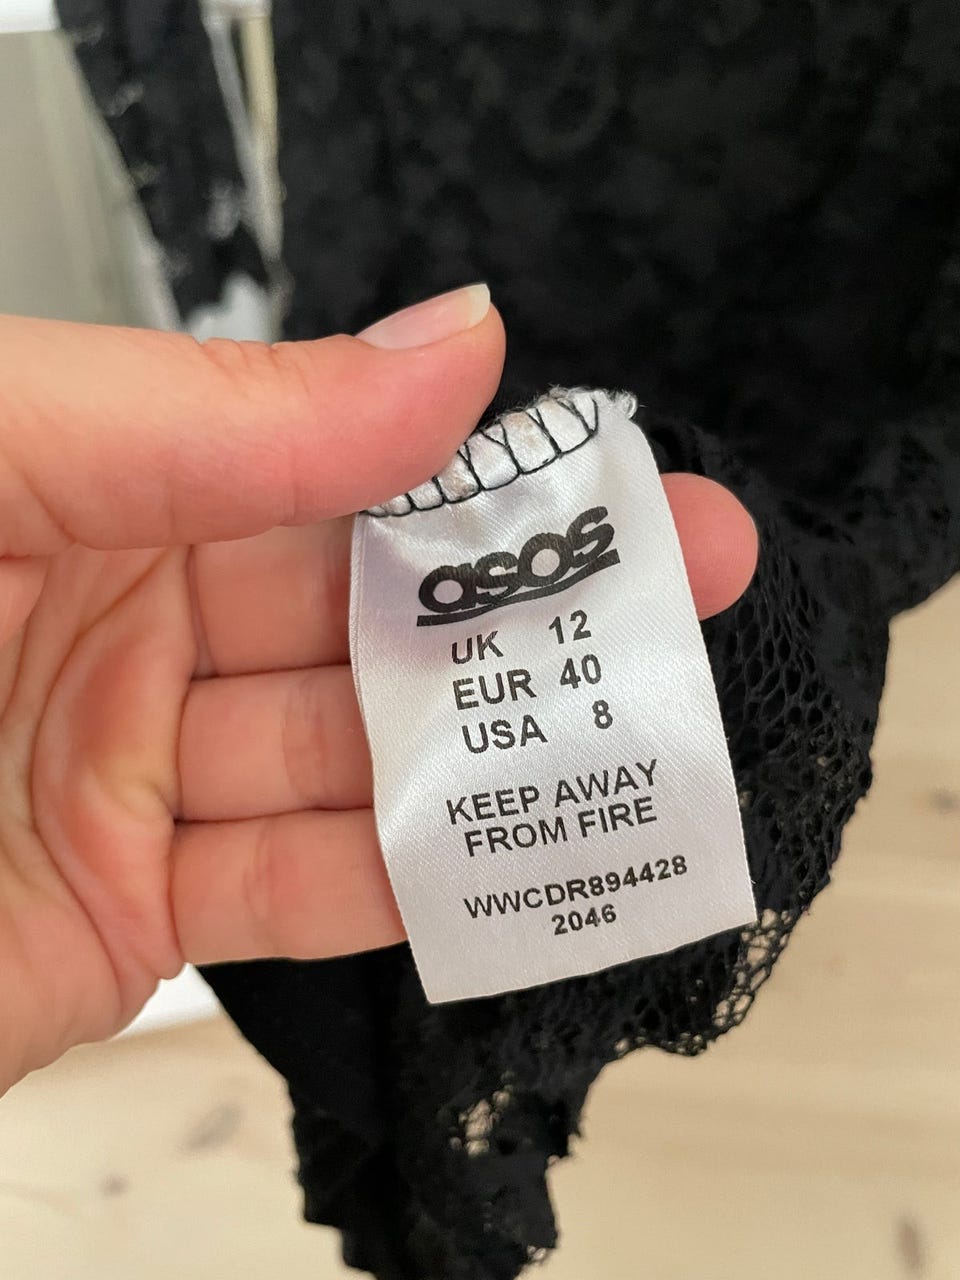 asos
UK 12
EUR 40
USA 8
KEEP AWAY
FROM FIRE
WWCDR894428
2046